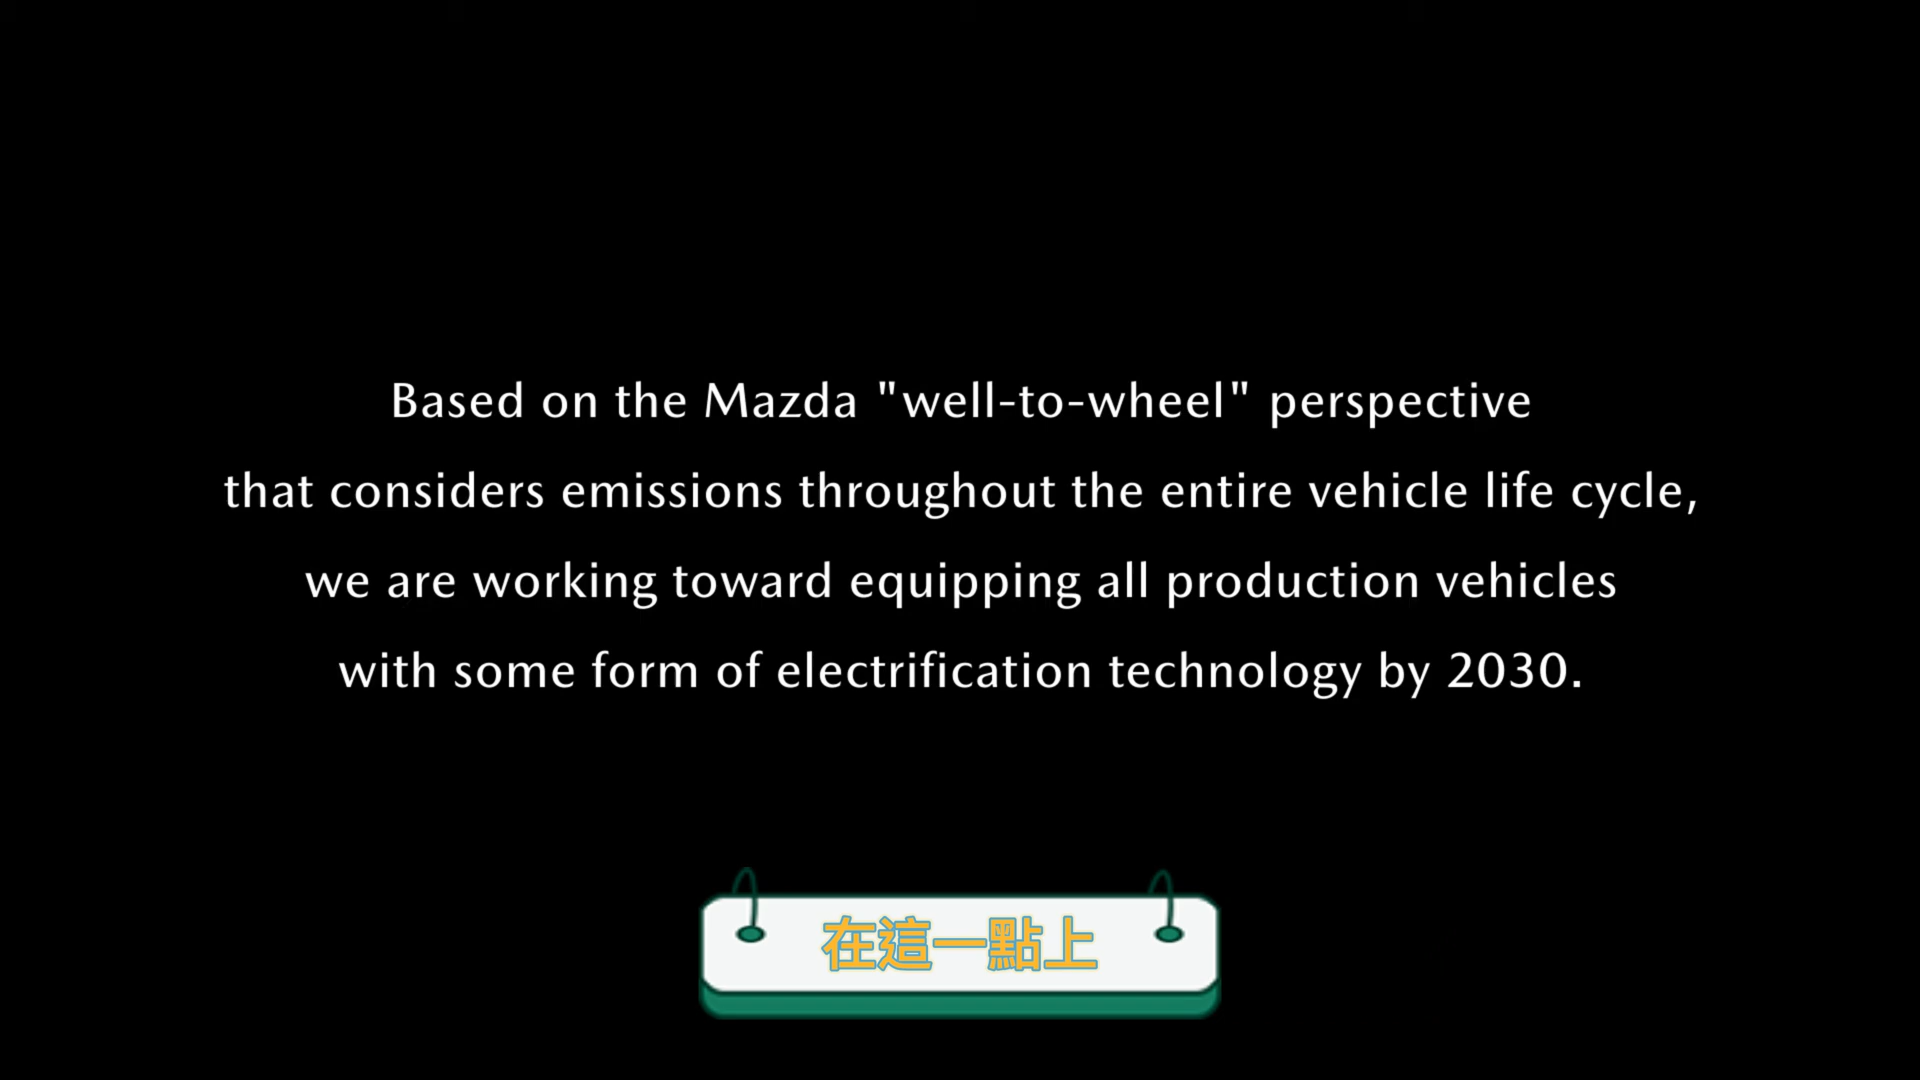 Based on the Mazda "well-to-wheel" perspective
that considers emissions throughout the entire vehicle life cycle,
we are working toward equipping all production vehicles
with some form of electrification technology by 2030.
在這一點上